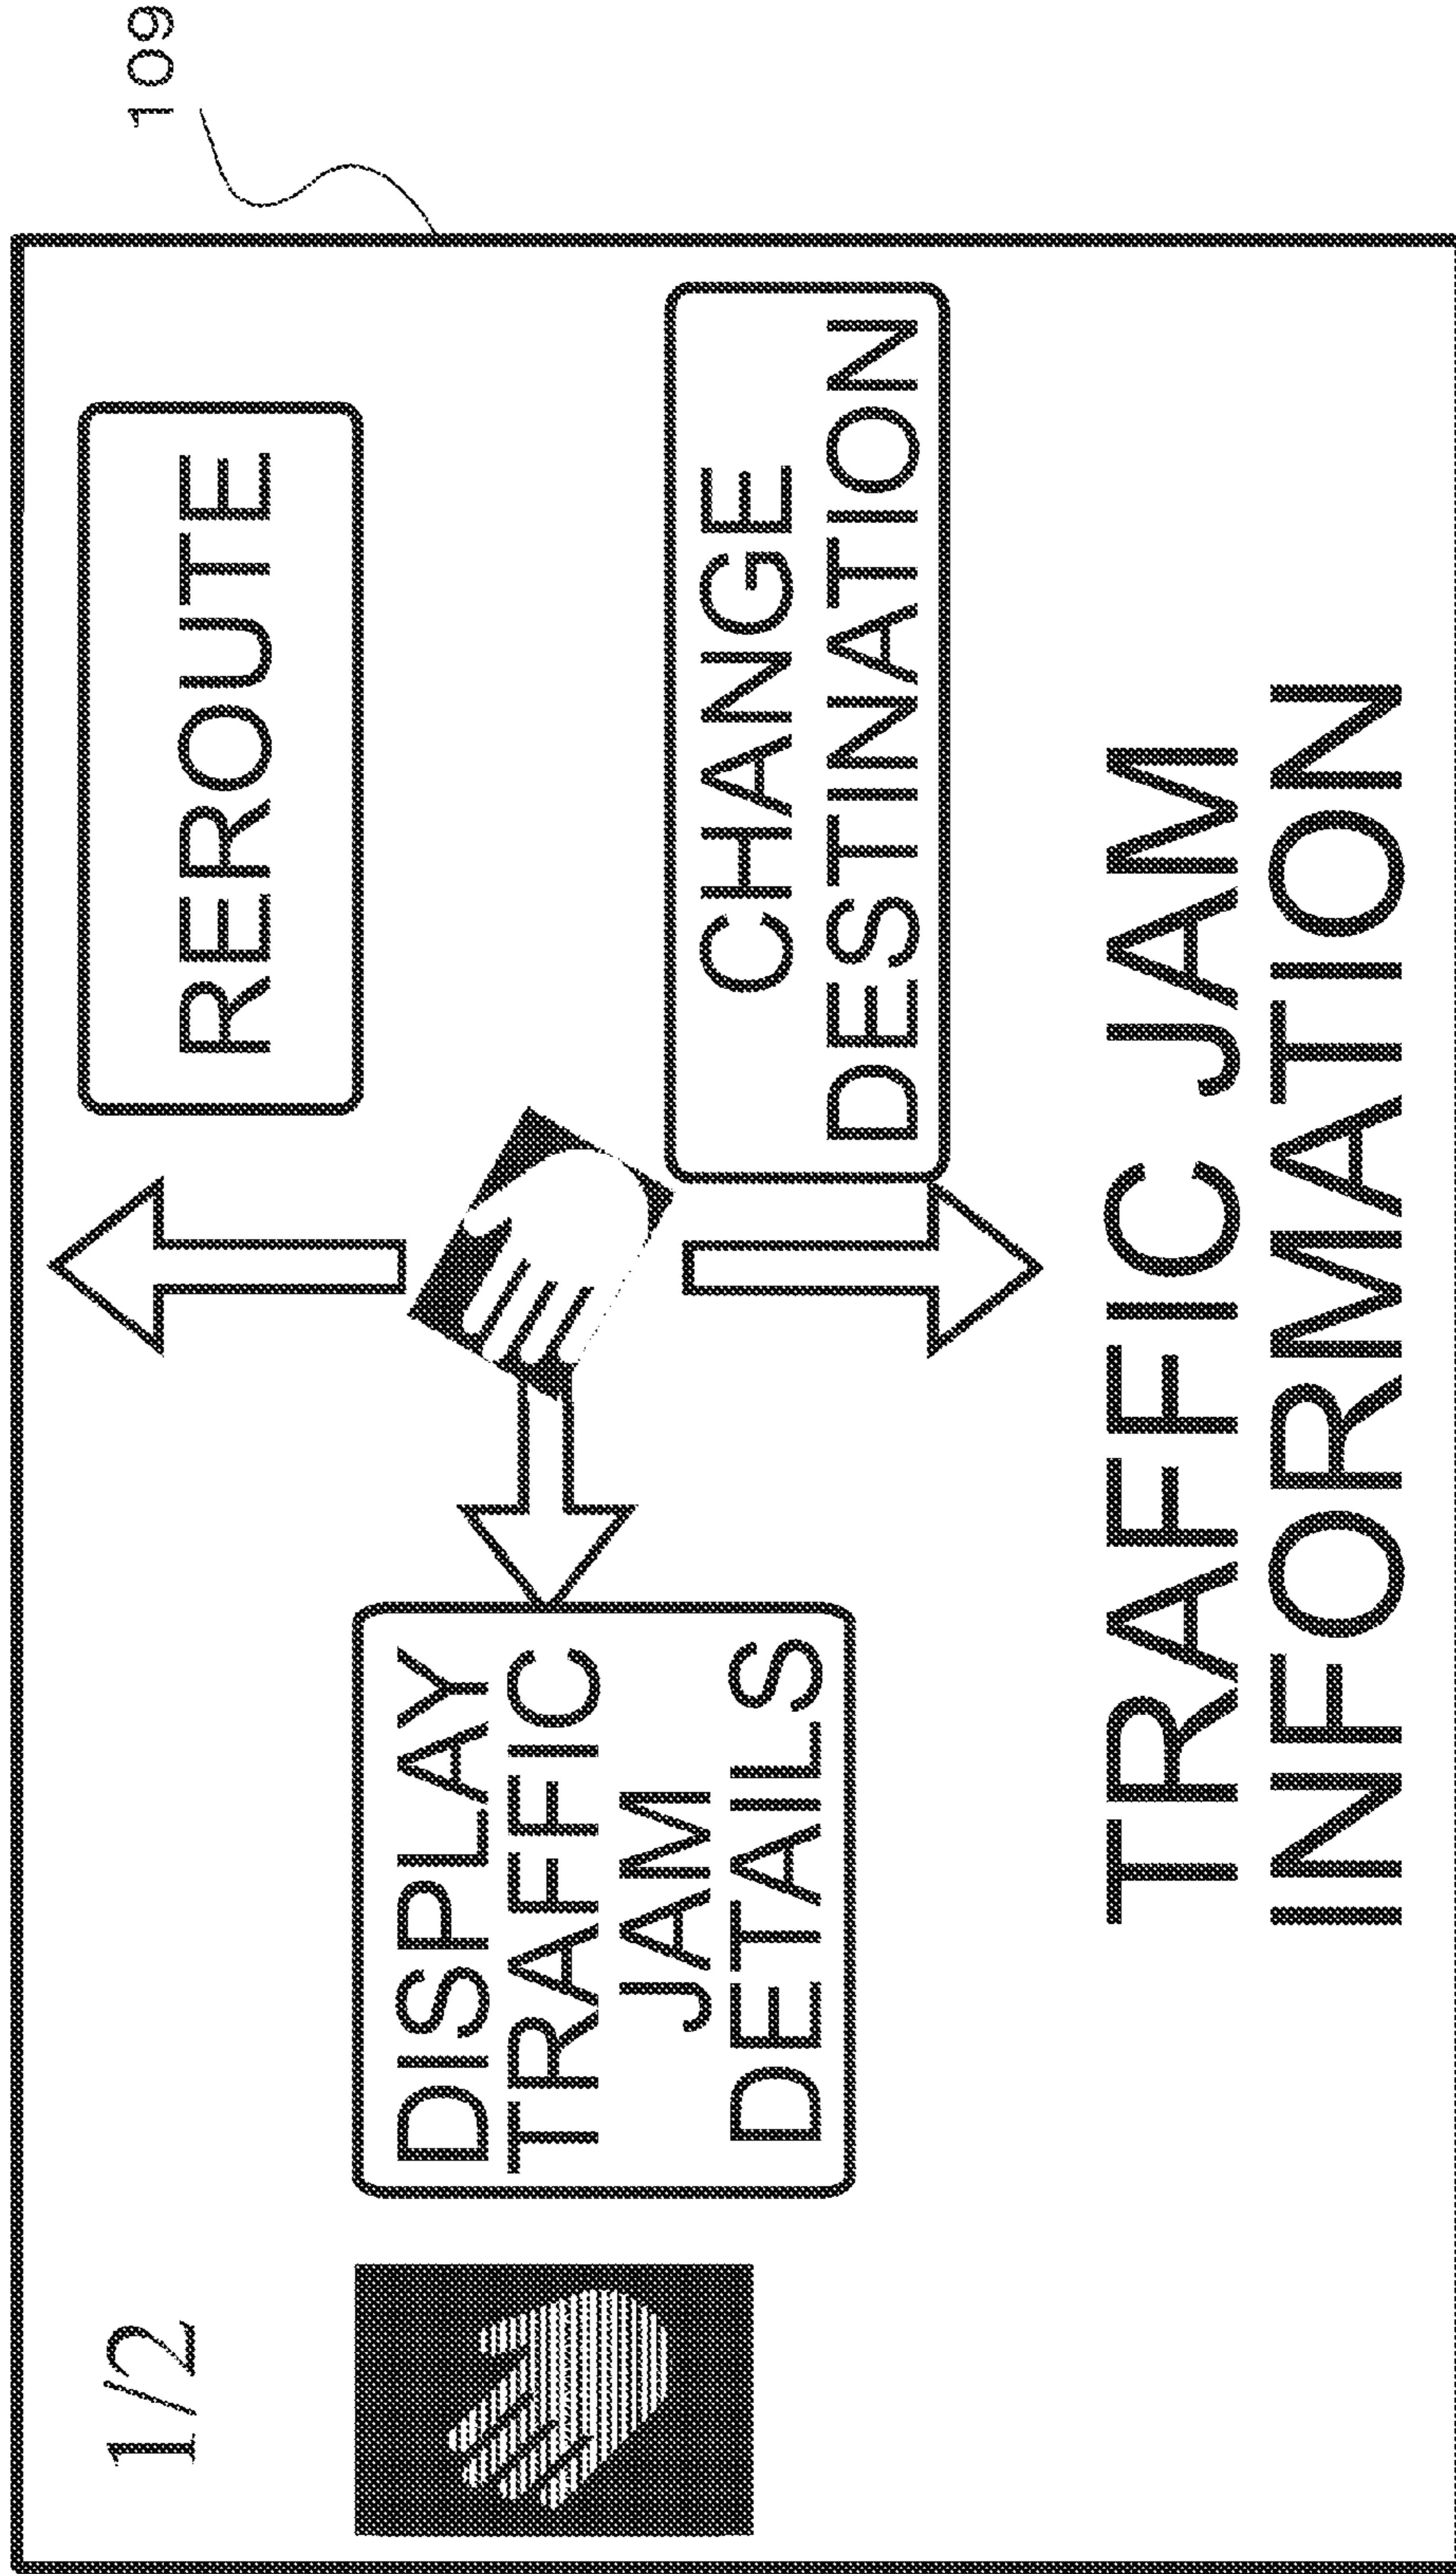 109
1/2
REROUTE
DISPLAY
TRAFFIC
JAM
DETAILS
CHANGE
DESTINATION
TRAFFIC JAM
INFORMATION